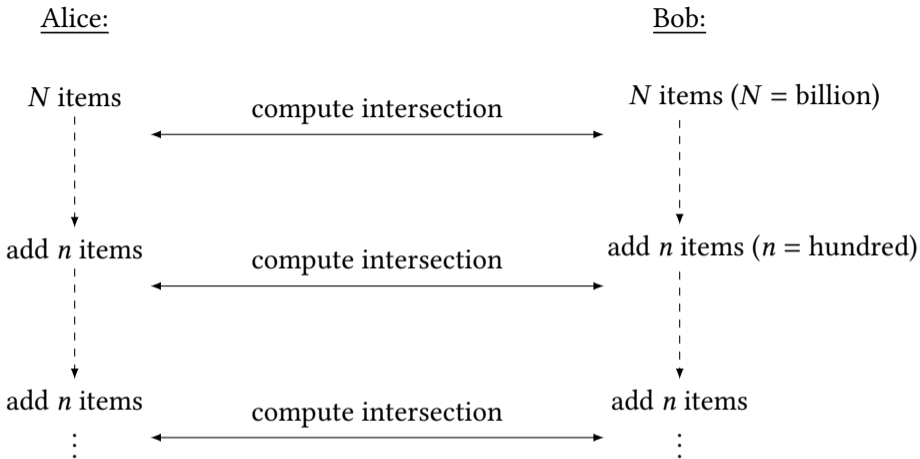 Alice: Bob:
N items compute intersection N items (N = billion)
add n items compute intersection add n items (n = hundred)
add n items compute intersection add n items
⋮ ⋮